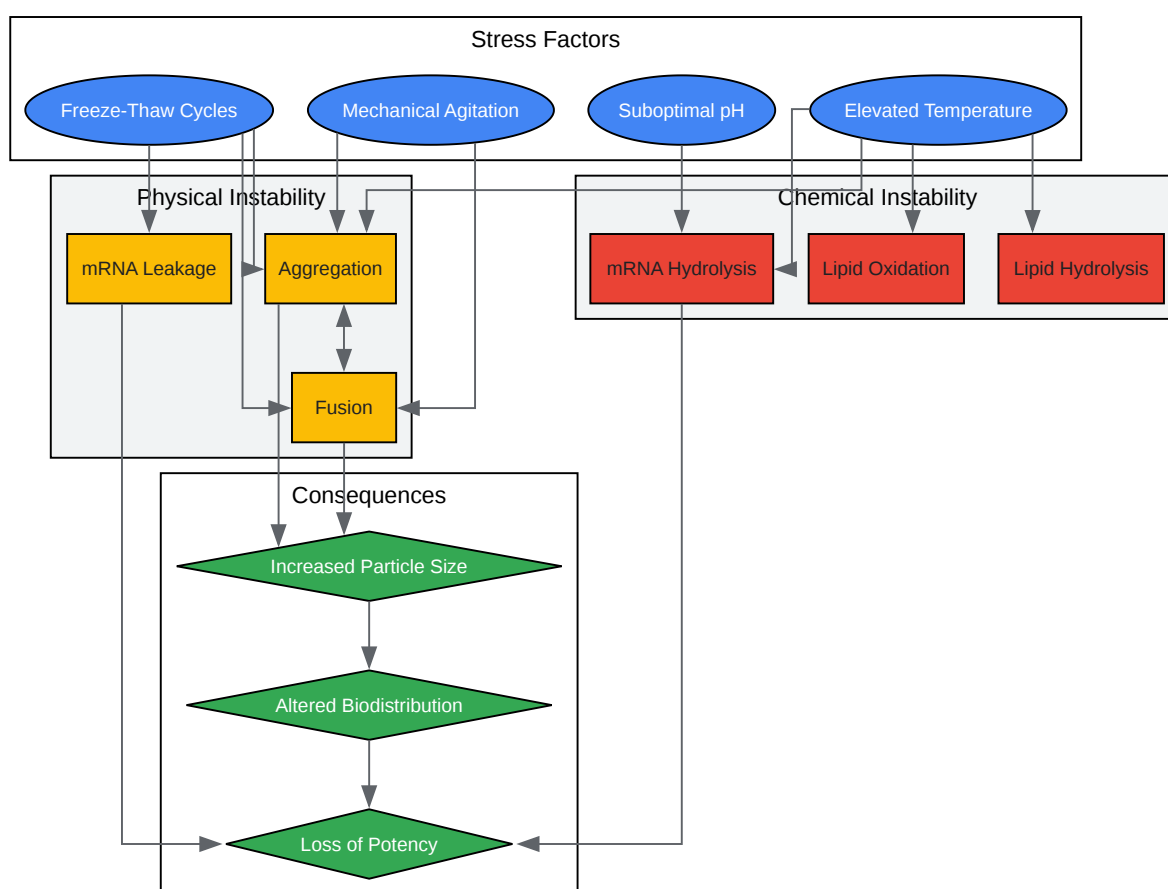 Stress Factors
Freeze-Thaw Cycles
Mechanical Agitation
Suboptimal pH
Elevated Temperature
Physical Instability
Chemical Instability
mRNA Leakage
Aggregation
mRNA Hydrolysis
Lipid Oxidation
Lipid Hydrolysis
Fusion
Consequences
Increased Particle Size
Altered Biodistribution
Loss of Potency